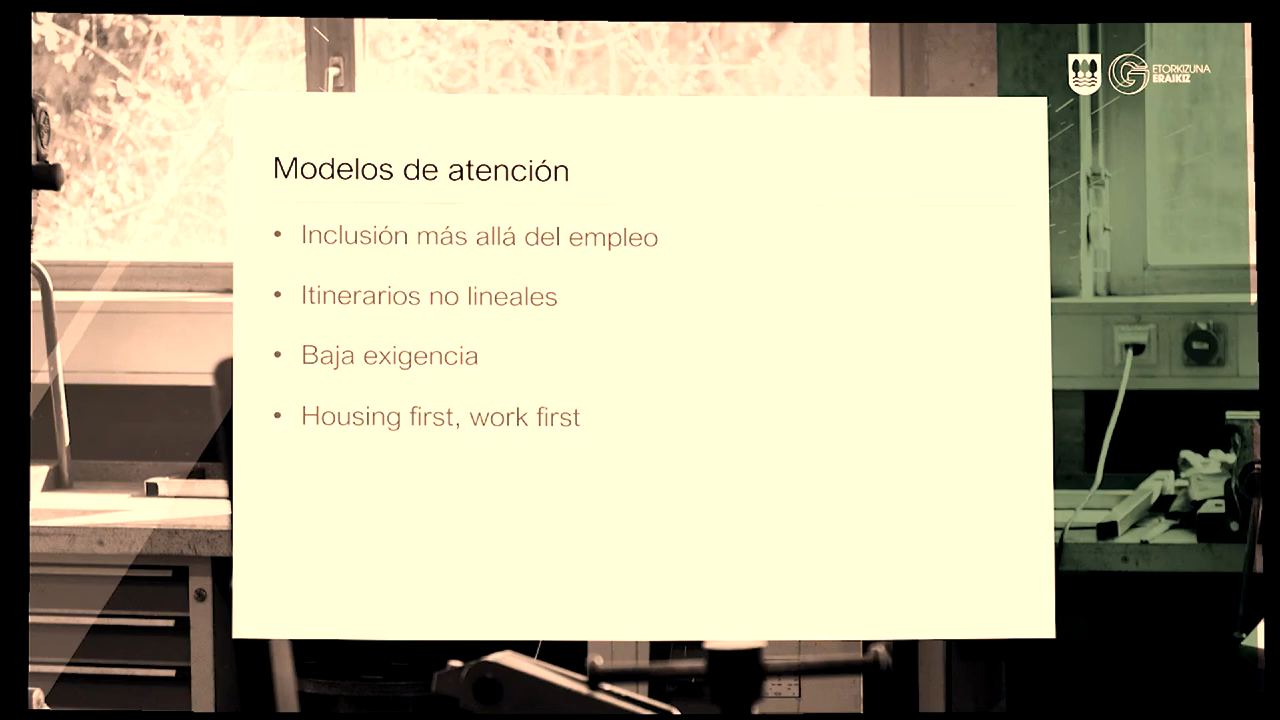 ETORKIZUNA
ERAIKIZ
Modelos de atención
• Inclusión más allá del empleo
• Itinerarios no lineales
• Baja exigencia
• Housing first, work first